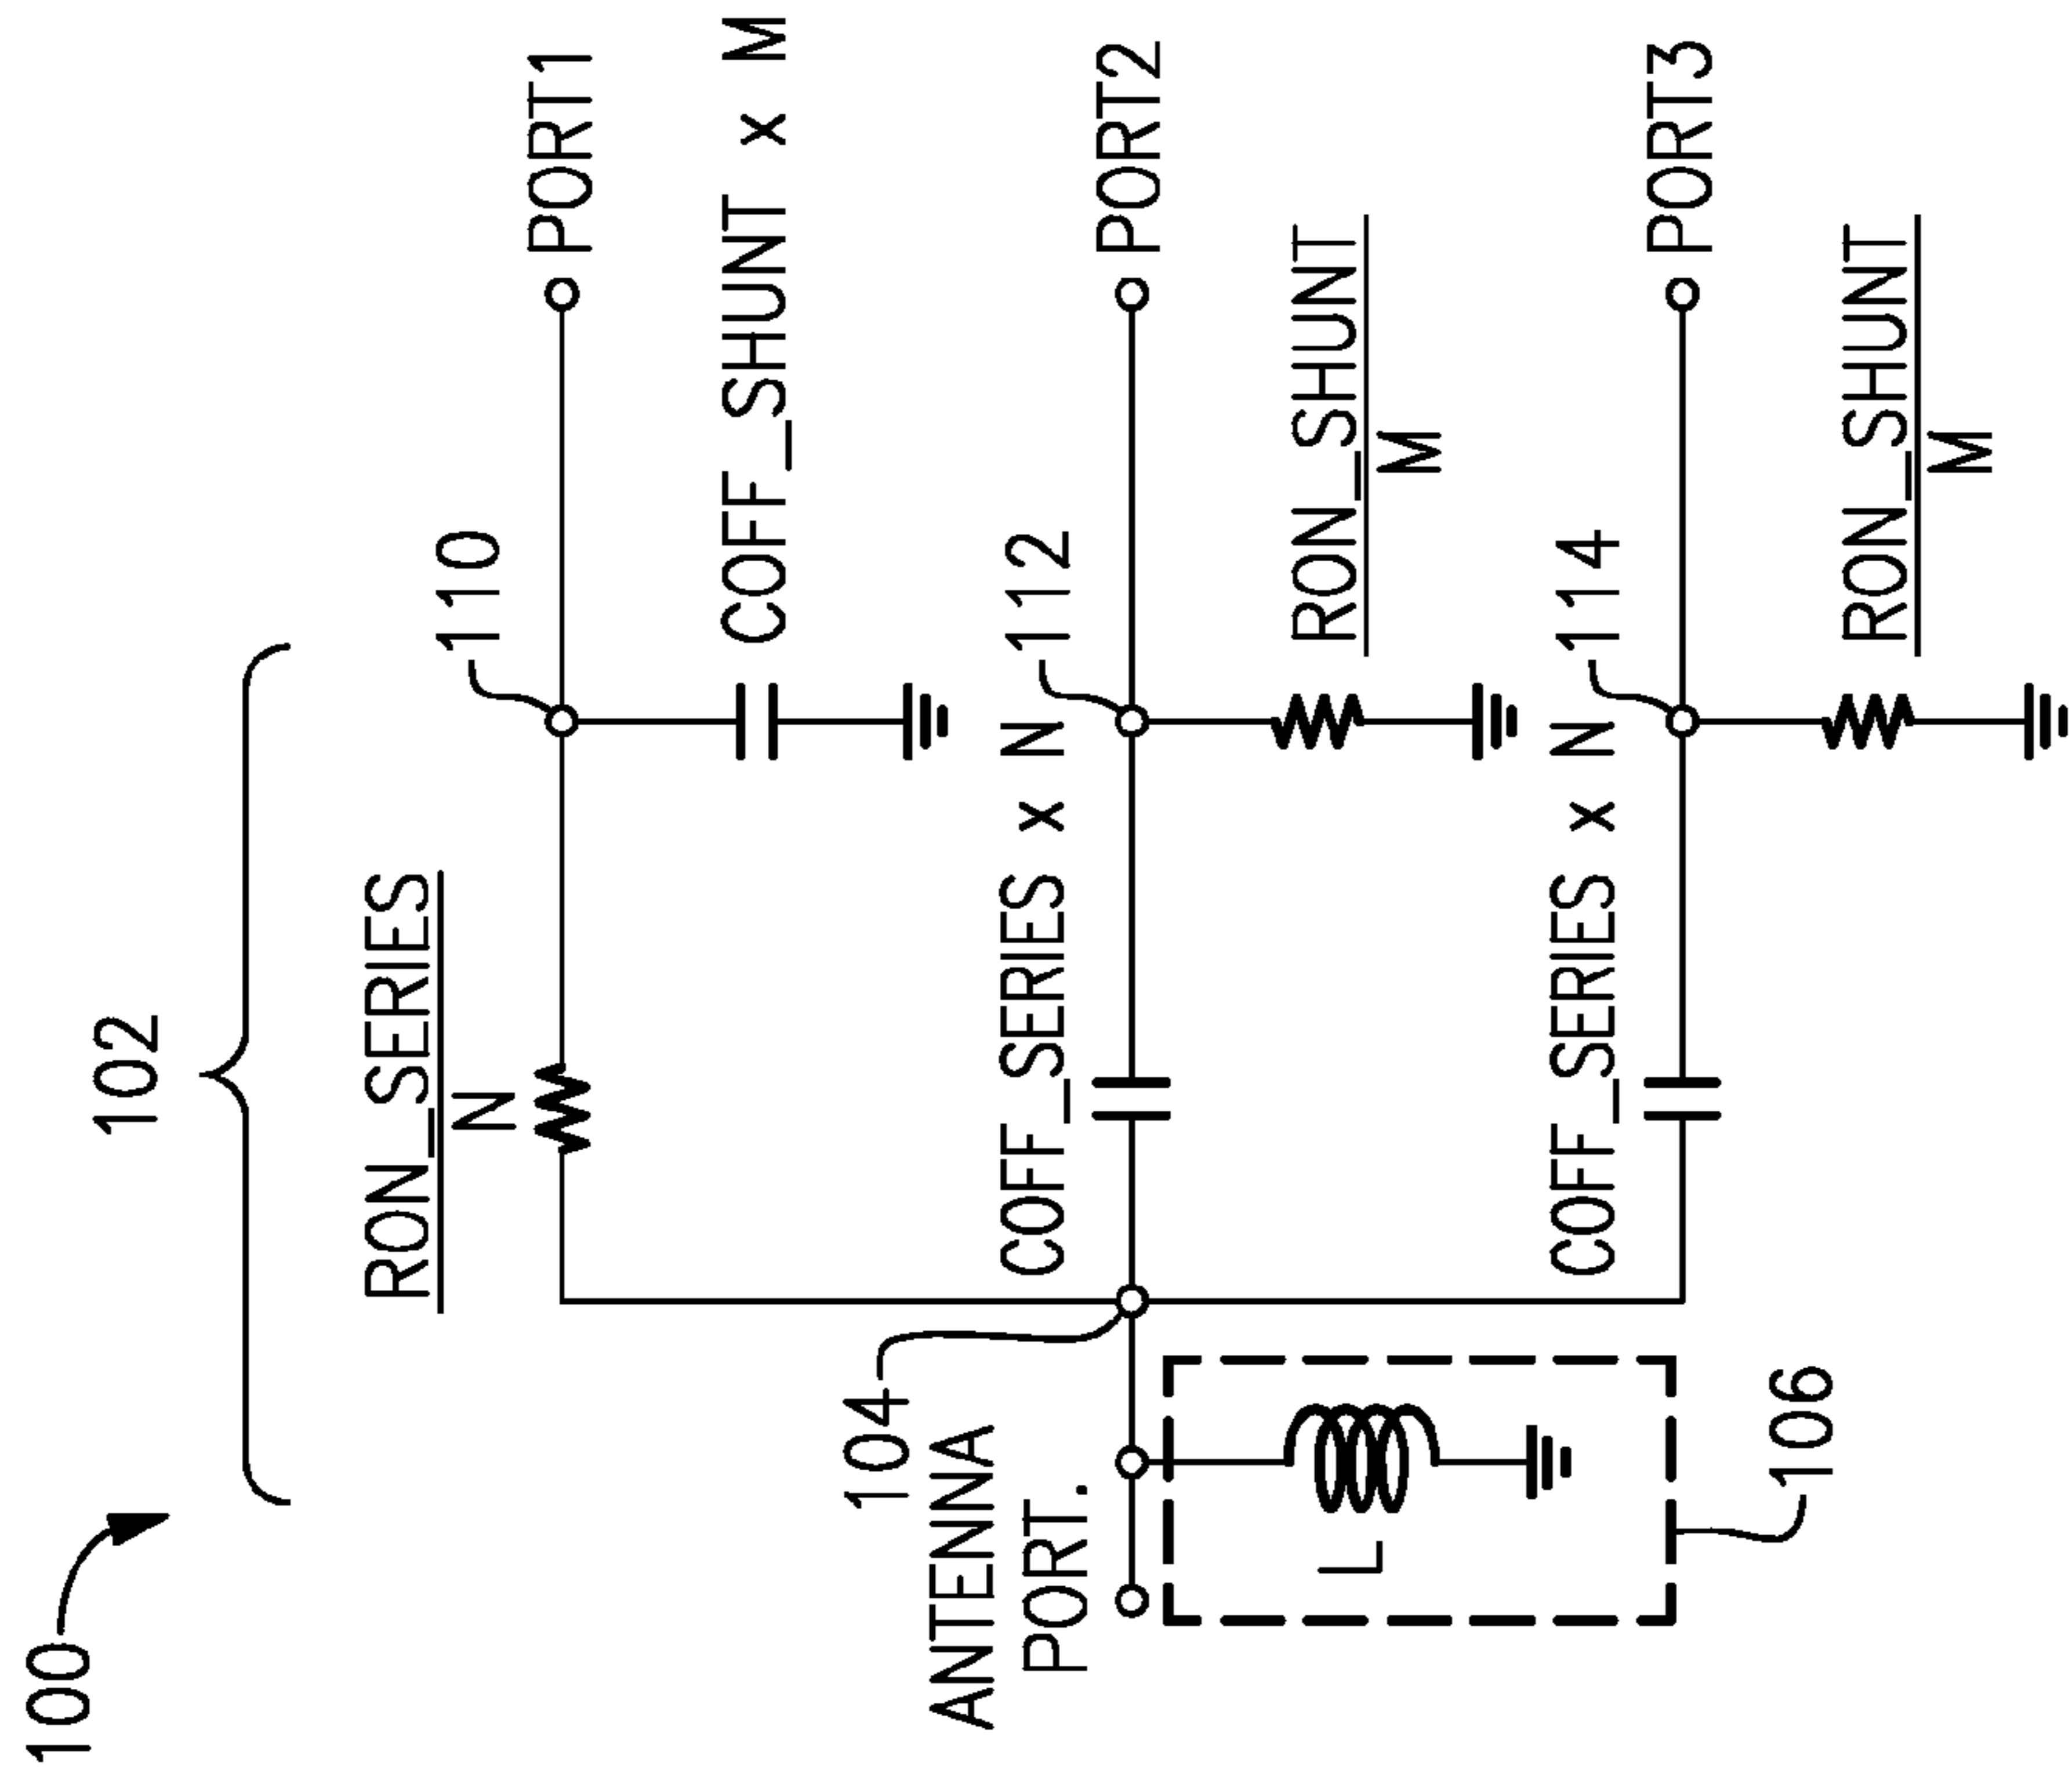 100
102
RON_SERIES
N
110
PORT1
COFF_SHUNT x M
104
ANTENNA
PORT.
COFF_SERIES x N
112
PORT2
RON_SHUNT
M
L
106
COFF_SERIES x N
114
PORT3
RON_SHUNT
M